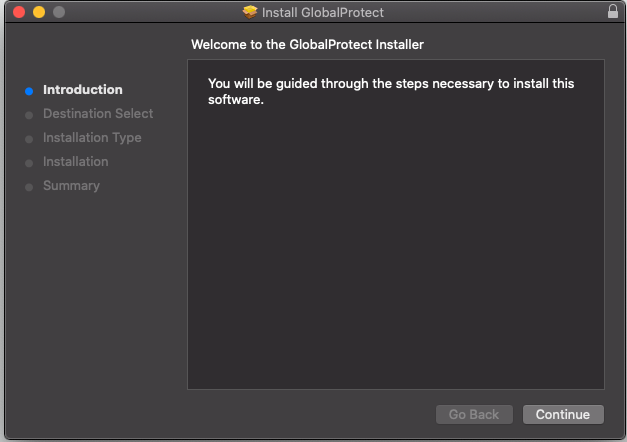 Install GlobalProtect
Welcome to the GlobalProtect Installer
Introduction
Destination Select
Installation Type
Installation
Summary
You will be guided through the steps necessary to install this
software.
Go Back
Continue